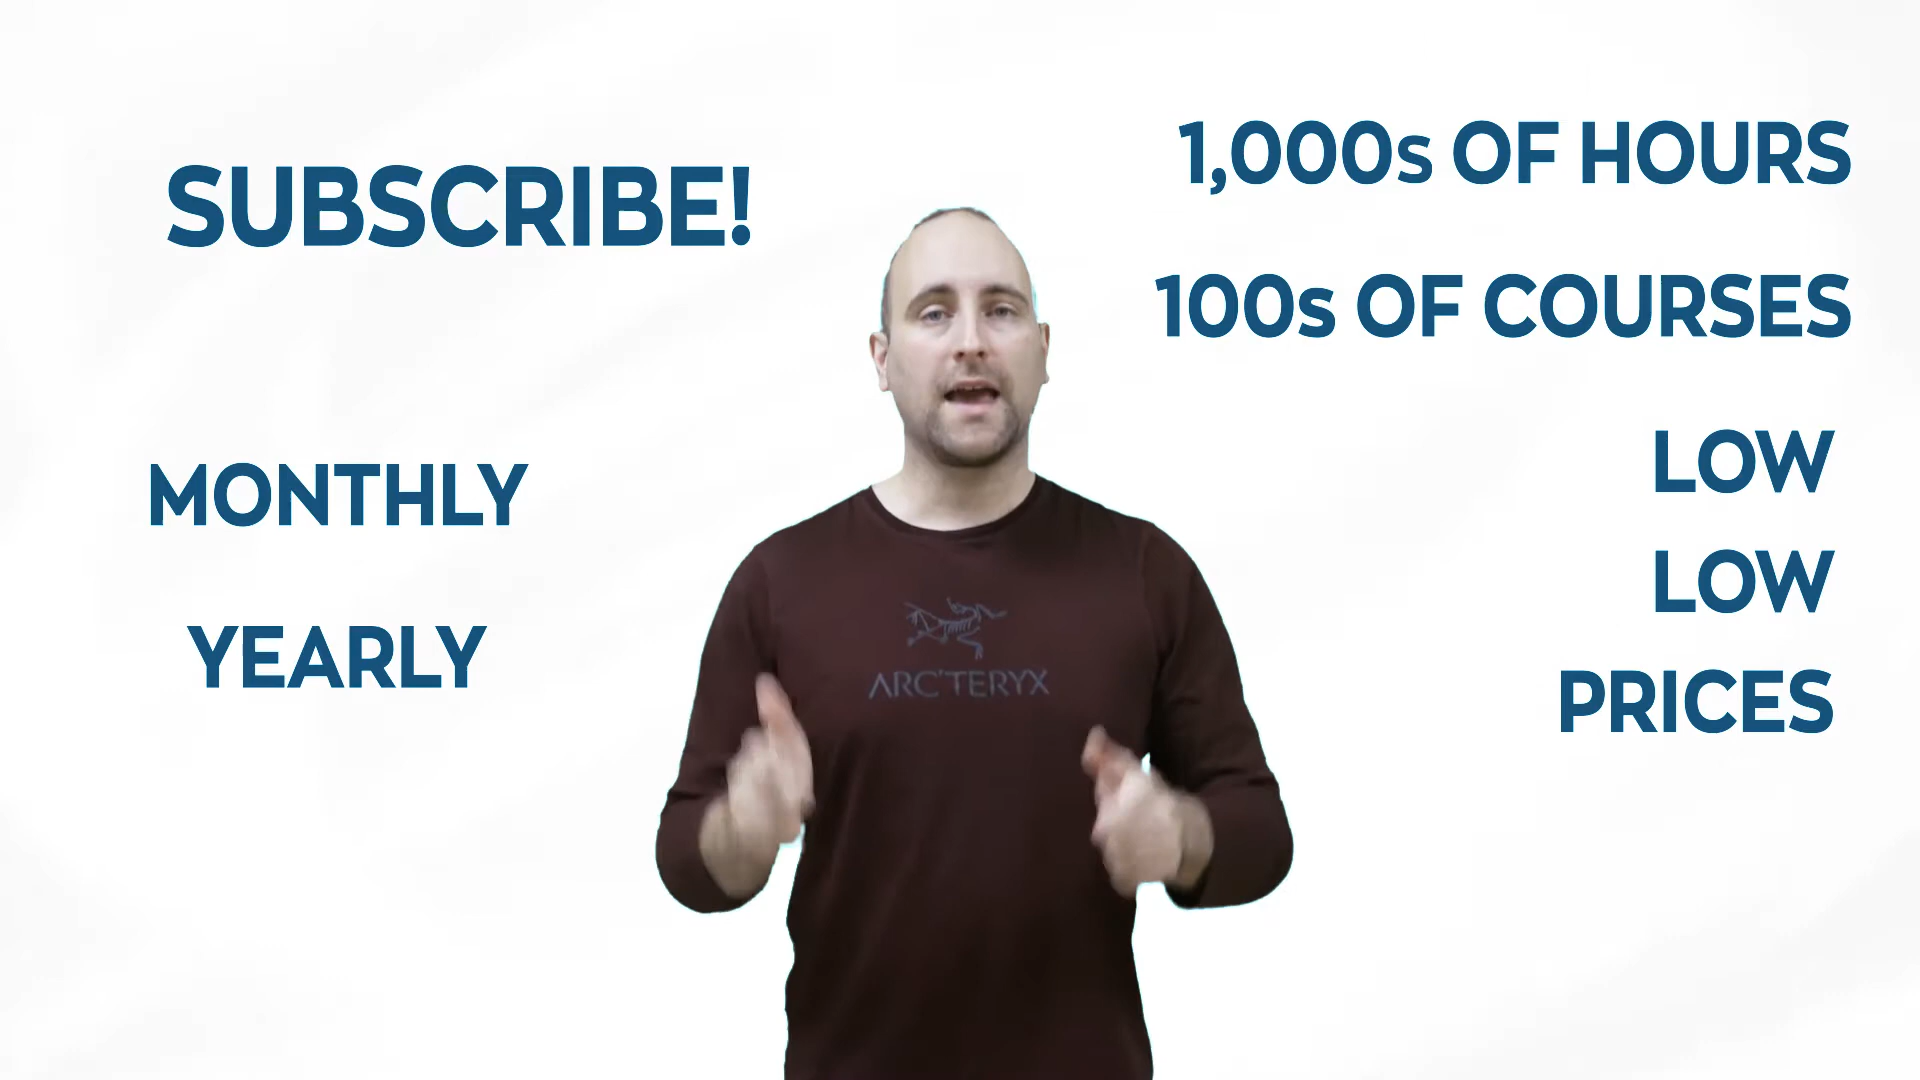 SUBSCRIBE!
MONTHLY
YEARLY
1,000s OF HOURS
100s OF COURSES
LOW
LOW
PRICES
ARC'TERYX